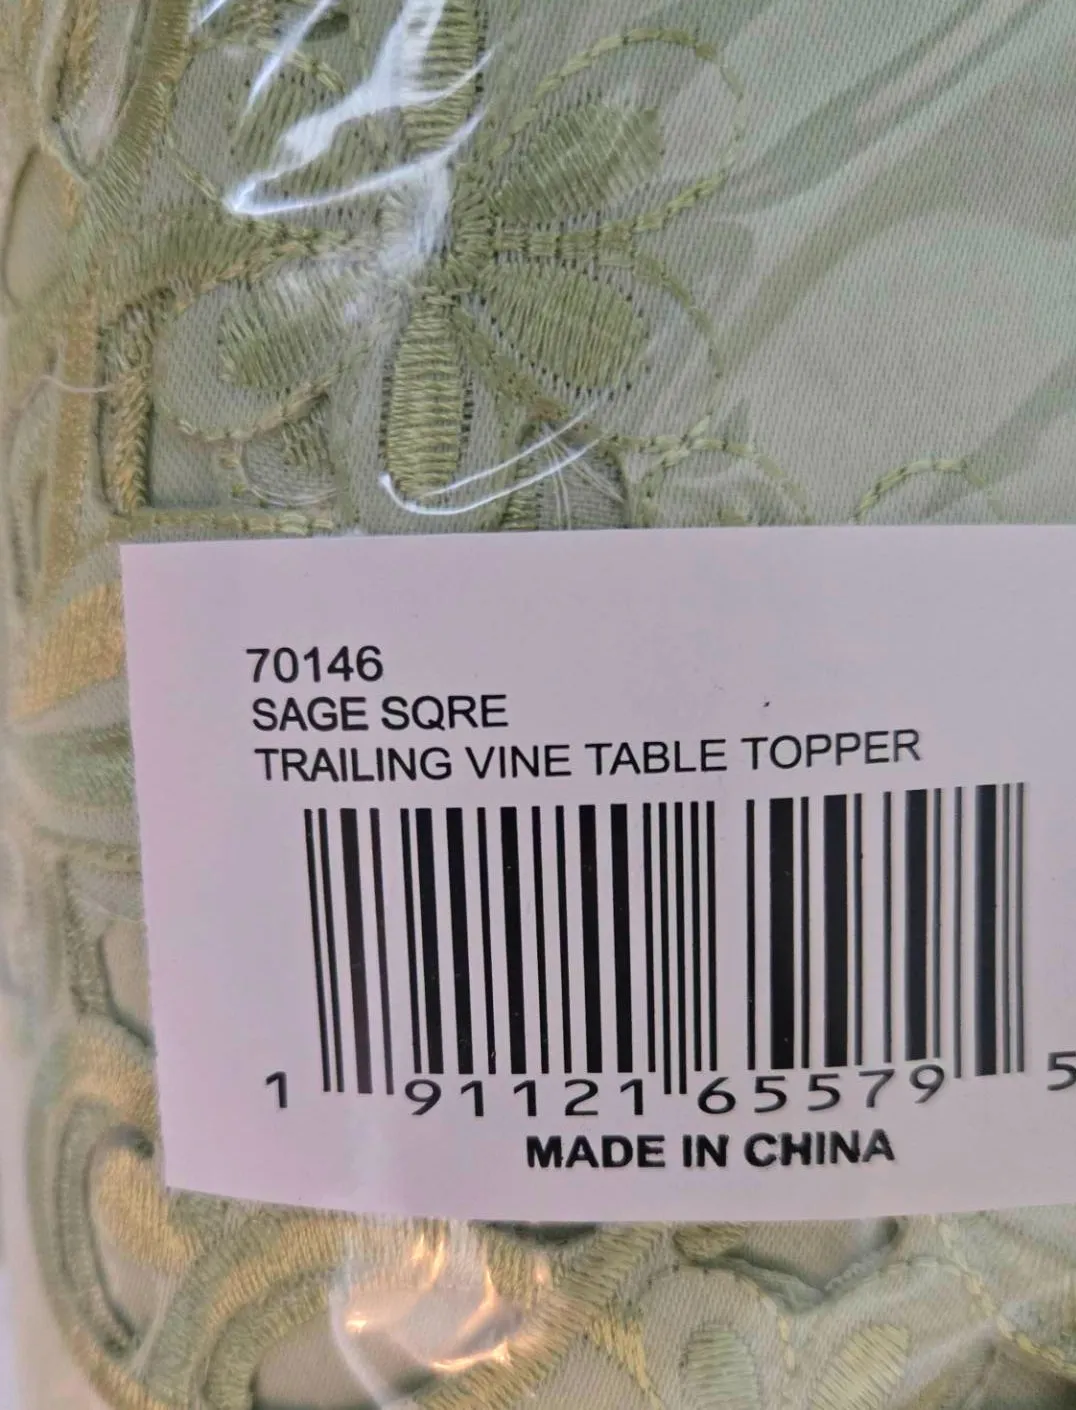 70146
SAGE SQRE
TRAILING VINE TABLE TOPPER
1 91121 65579 5
MADE IN CHINA